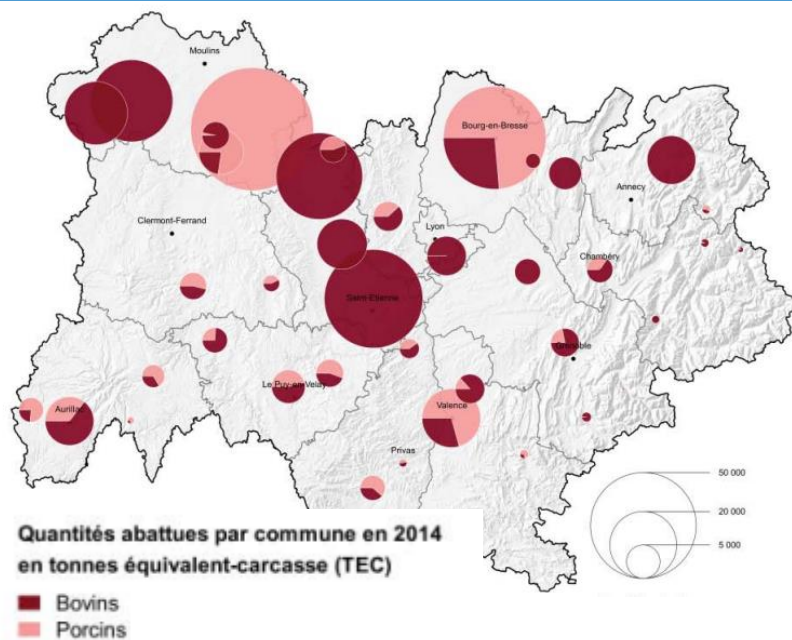 Moulins
Bourg-en-Bresse
Annecy
Clermont-Ferrand
Lyon
Chambéry
Saint-Etienne
Grenoble
Le Puy-en-Velay
Aurillac
Valence
Privas
50 000
20 000
5 000
Quantités abattues par commune en 2014
en tonnes équivalent-carcasse (TEC)
Bovins
Porcins